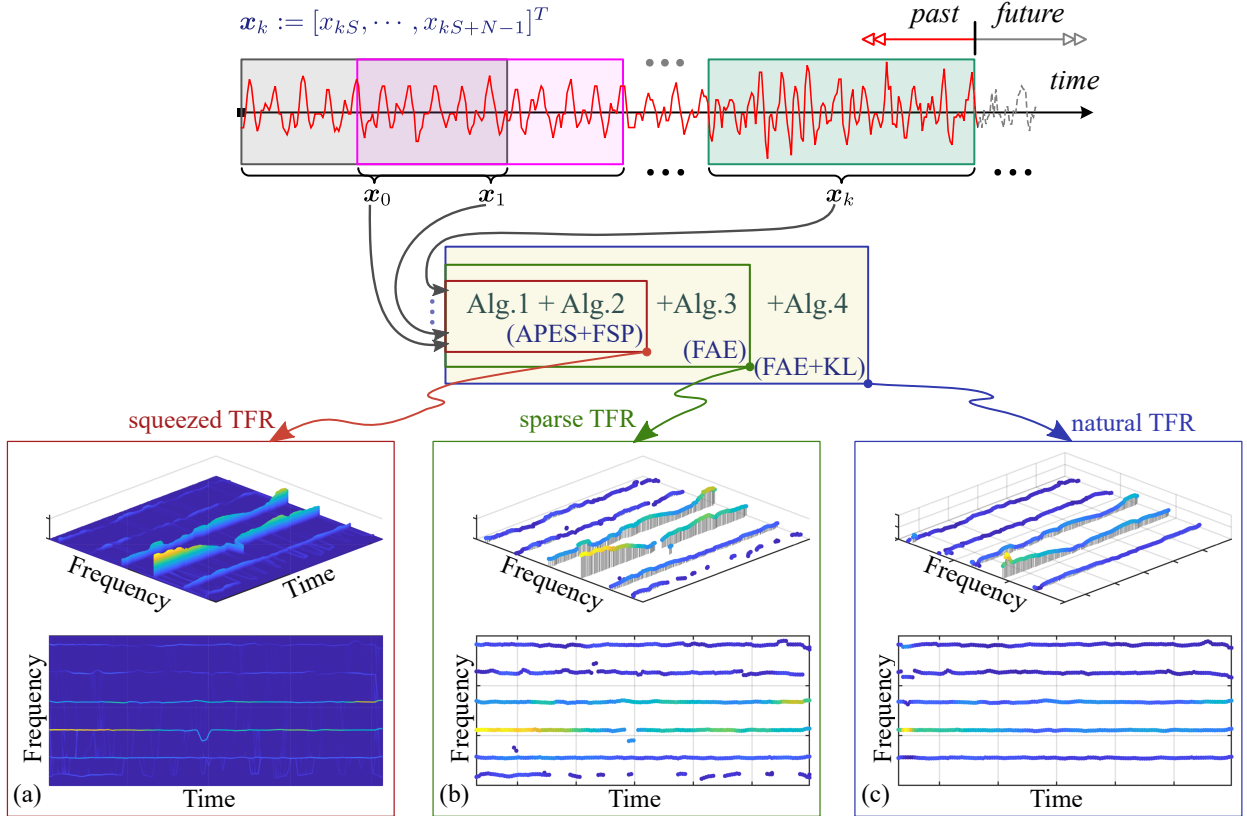 x_k := [x_{kS}, ··· , x_{kS+N−1}]^T
past
future
time
x_0
x_1
x_k
Alg.1 + Alg.2
+Alg.3
+Alg.4
(APES+FSP)
(FAE)
(FAE+KL)
squeezed TFR
sparse TFR
natural TFR
Frequency
Time
Frequency
Frequency
Frequency
Frequency
Frequency
(a)
Time
(b)
Time
(c)
Time